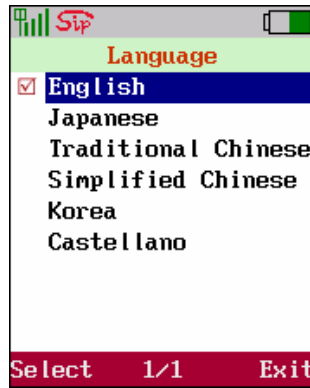 Sip
Language
English
Japanese
Traditional Chinese
Simplified Chinese
Korea
Castellano
Select 1/1 Exit